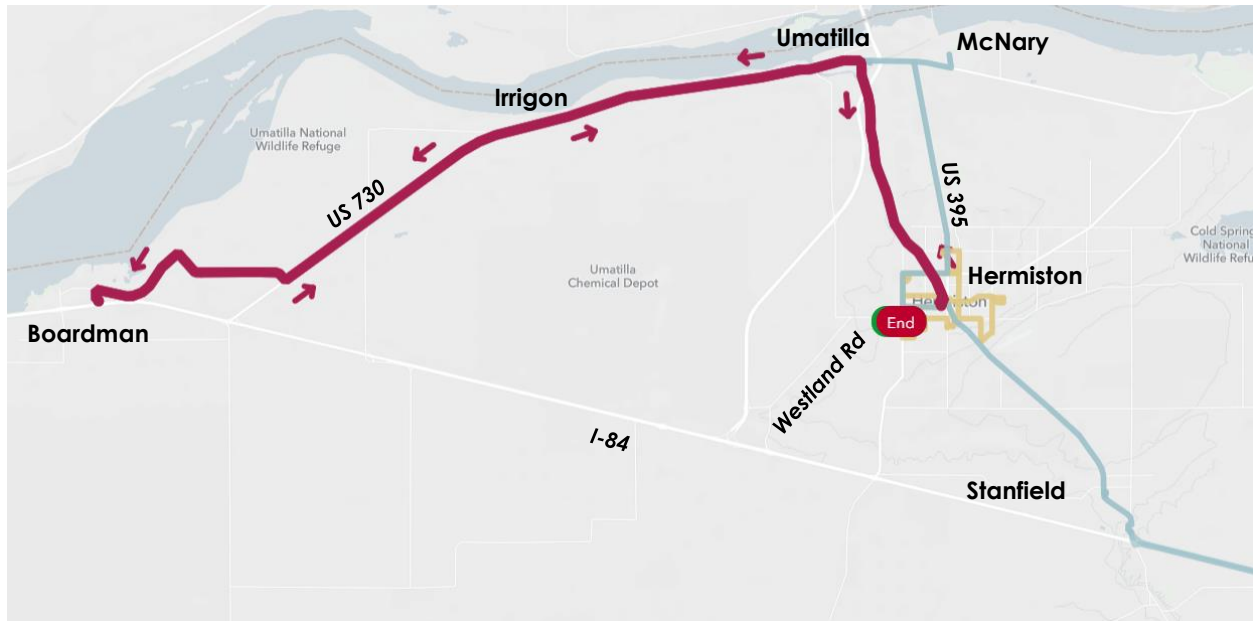 Umatilla
McNary
Irrigon
Umatilla National
Wildlife Refuge
US 730
US 395
Cold Spring
National
Wildlife Refu
Umatilla
Chemical Depot
Hermiston
Boardman
End
Westland Rd
I-84
Stanfield